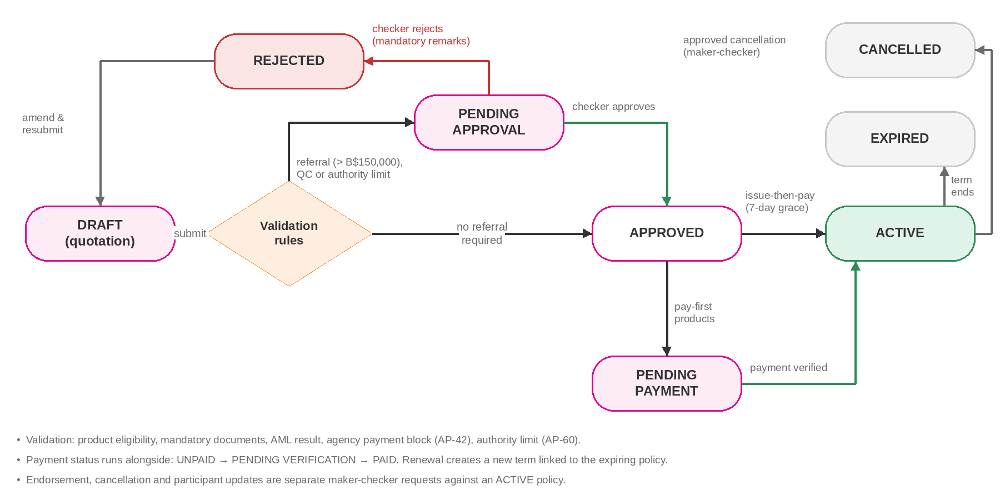 checker rejects
(mandatory remarks)
approved cancellation
(maker-checker)
CANCELLED
REJECTED
amend &
resubmit
PENDING
APPROVAL
checker approves
EXPIRED
referral (> B$150,000),
QC or authority limit
term
ends
issue-then-pay
(7-day grace)
DRAFT
(quotation)
submit
Validation
rules
no referral
required
APPROVED
ACTIVE
pay-first
products
PENDING
PAYMENT
payment verified
• Validation: product eligibility, mandatory documents, AML result, agency payment block (AP-42), authority limit (AP-60).
• Payment status runs alongside: UNPAID → PENDING VERIFICATION → PAID. Renewal creates a new term linked to the expiring policy.
• Endorsement, cancellation and participant updates are separate maker-checker requests against an ACTIVE policy.